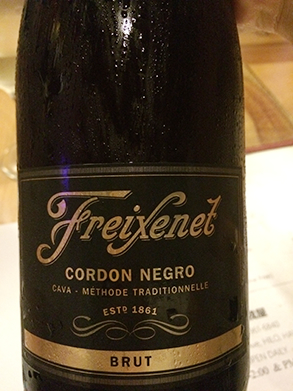 Freixenet
CORDON NEGRO
CAVA - MÉTHODE TRADITIONNELLE
ESTD 1861
BRUT